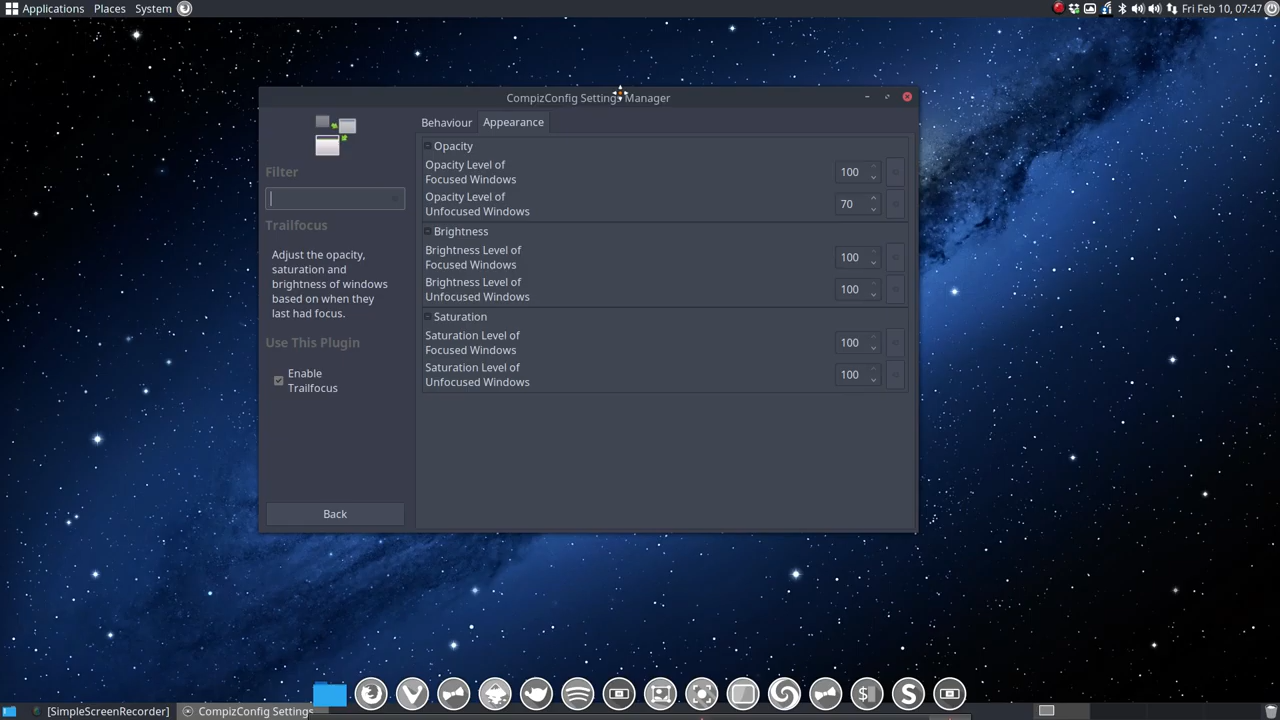 Applications Places System
Fri Feb 10, 07:47
CompizConfig Settings Manager
Behaviour Appearance
Filter
Trailfocus
Adjust the opacity,
saturation and
brightness of windows
based on when they
last had focus.
Use This Plugin
Enable
Trailfocus
Back
Opacity
Opacity Level of
Focused Windows
100
Opacity Level of
Unfocused Windows
70
Brightness
Brightness Level of
Focused Windows
100
Brightness Level of
Unfocused Windows
100
Saturation
Saturation Level of
Focused Windows
100
Saturation Level of
Unfocused Windows
100
[SimpleScreenRecorder] CompizConfig Settings